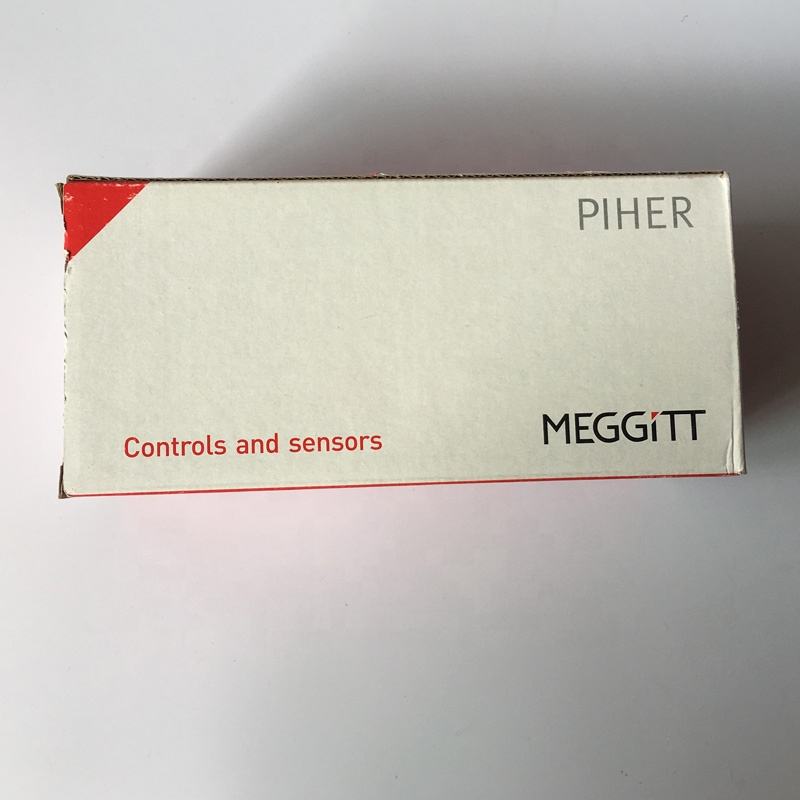 PIHER
Controls and sensors
MEGGiTT